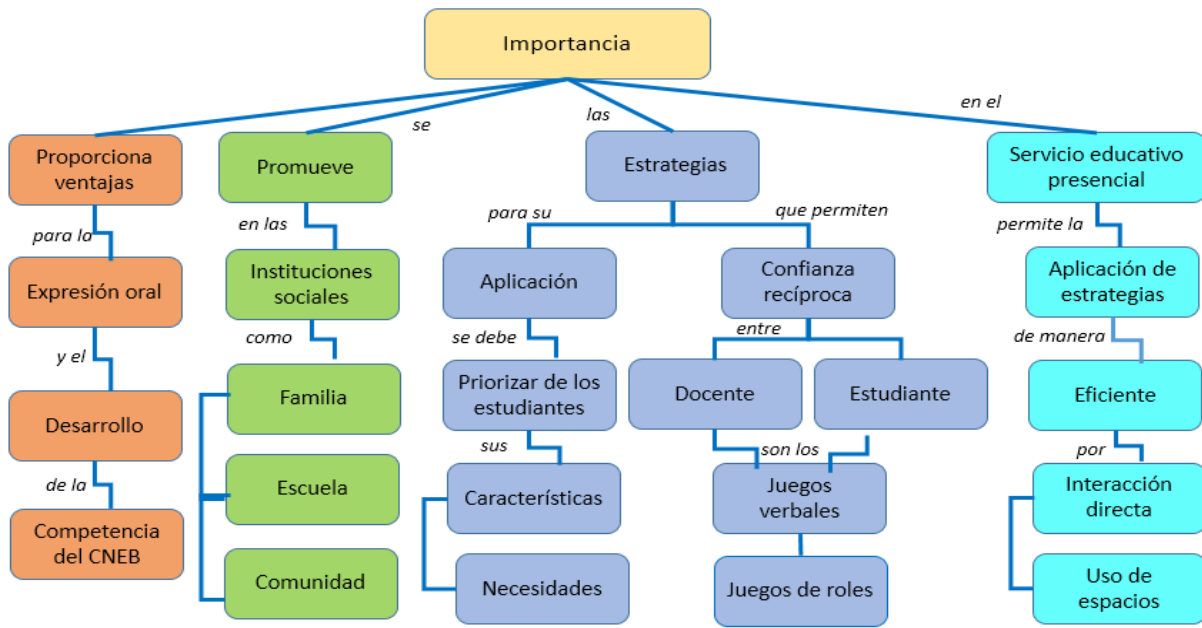 Importancia
se
las
en el
Proporciona
ventajas
Promueve
Estrategias
Servicio educativo
presencial
para la
en las
para su
que permiten
permite la
Expresión oral
Instituciones
sociales
Aplicación
Confianza
recíproca
Aplicación de
estrategias
y el
como
se debe
entre
de manera
Desarrollo
Familia
Priorizar de los
estudiantes
Docente
Estudiante
Eficiente
de la
sus
son los
por
Competencia
del CNEB
Escuela
Características
Juegos
verbales
Interacción
directa
Comunidad
Necesidades
Juegos de roles
Uso de
espacios